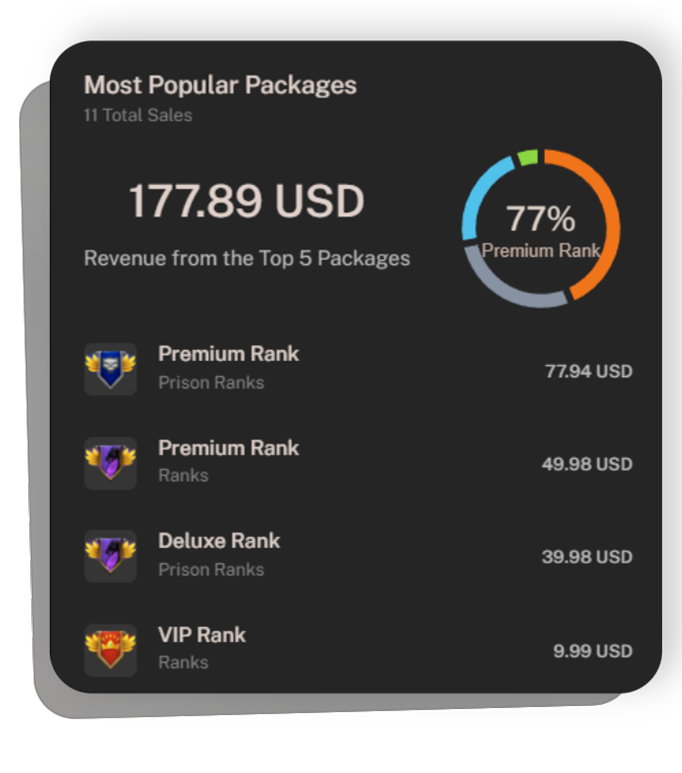 Most Popular Packages
11 Total Sales
177.89 USD
Revenue from the Top 5 Packages
77%
Premium Rank
Premium Rank
Prison Ranks
77.94 USD
Premium Rank
Ranks
49.98 USD
Deluxe Rank
Prison Ranks
39.98 USD
VIP Rank
Ranks
9.99 USD